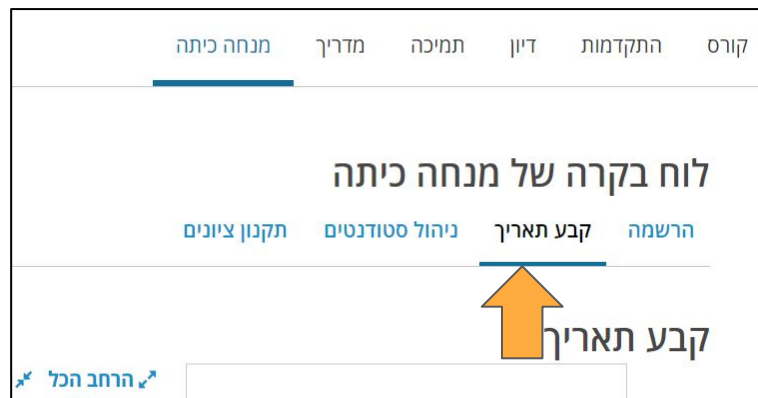 קורס התקדמות דיון תמיכה מדריך מנחה כיתה
לוח בקרה של מנחה כיתה
הרשמה קבע תאריך ניהול סטודנטים תקנון ציונים
קבע תאריך
הרחב הכל